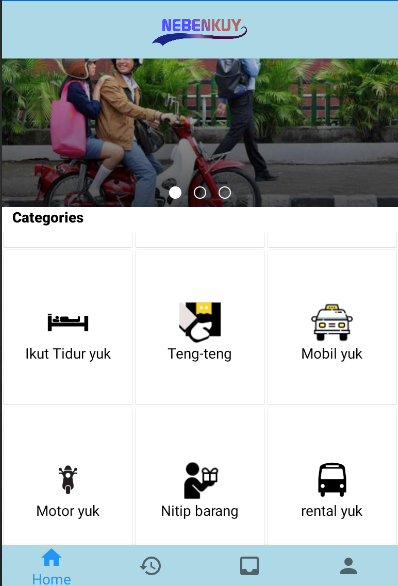 NEBENKUY
Categories
Ikut Tidur yuk
Teng-teng
Mobil yuk
Motor yuk
Nitip barang
rental yuk
Home